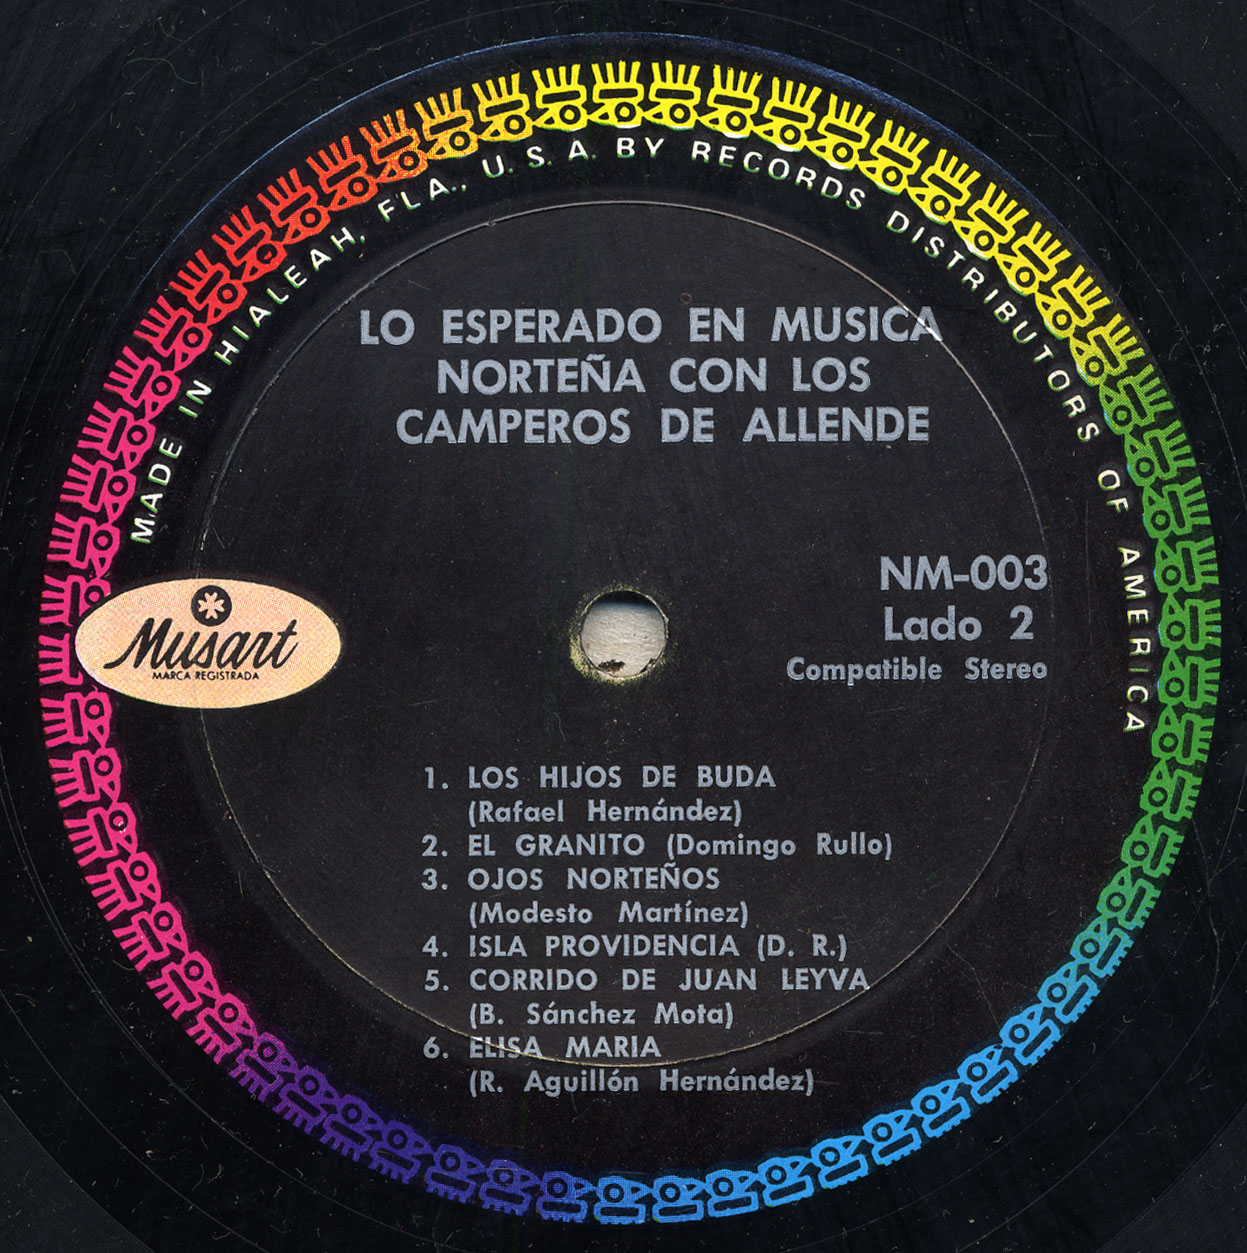 MADE IN HIALEAH, FLA., U.S.A. BY RECORDS DISTRIBUTORS OF AMERICA
LO ESPERADO EN MUSICA
NORTEÑA CON LOS
CAMPEROS DE ALLENDE
NM-003
Lado 2
Compatible Stereo
Musart
MARCA REGISTRADA
1. LOS HIJOS DE BUDA
(Rafael Hernández)
2. EL GRANITO (Domingo Rullo)
3. OJOS NORTEÑOS
(Modesto Martínez)
4. ISLA PROVIDENCIA (D. R.)
5. CORRIDO DE JUAN LEYVA
(B. Sánchez Mota)
6. ELISA MARIA
(R. Aguillón Hernández)